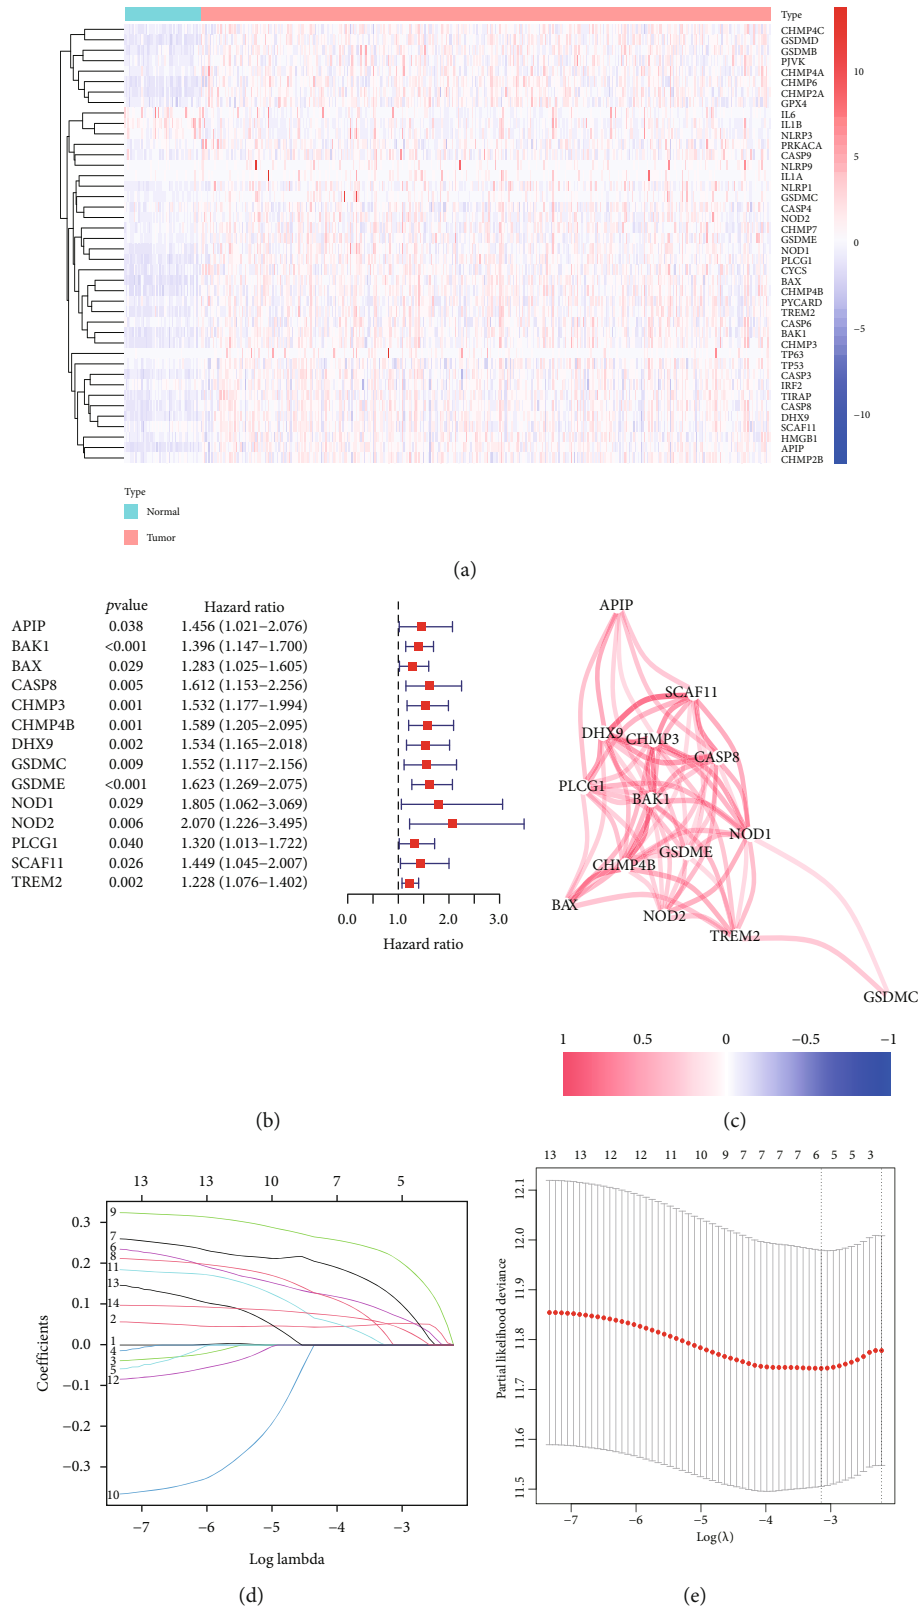 Type
CHMP4C
GSDMD
GSDMB
PJVK
CHMP4A
CHMP6
CHMP2A
GPX4
IL6
IL1B
NLRP3
PRKACA
CASP9
NLRP9
IL1A
NLRP1
GSDMC
CASP4
NOD2
CHMP7
GSDME
NOD1
PLCG1
CYCS
BAX
CHMP4B
PYCARD
TREM2
CASP6
BAK1
CHMP3
TP63
TP53
CASP3
IRF2
TIRAP
CASP8
DHX9
SCAF11
HMGB1
APIP
CHMP2B
10
5
0
−5
−10
Type
Normal
Tumor
(a)
pvalue Hazard ratio
APIP 0.038 1.456 (1.021−2.076)
BAK1 <0.001 1.396 (1.147−1.700)
BAX 0.029 1.283 (1.025−1.605)
CASP8 0.005 1.612 (1.153−2.256)
CHMP3 0.001 1.532 (1.177−1.994)
CHMP4B 0.001 1.589 (1.205−2.095)
DHX9 0.002 1.534 (1.165−2.018)
GSDMC 0.009 1.552 (1.117−2.156)
GSDME <0.001 1.623 (1.269−2.075)
NOD1 0.029 1.805 (1.062−3.069)
NOD2 0.006 2.070 (1.226−3.495)
PLCG1 0.040 1.320 (1.013−1.722)
SCAF11 0.026 1.449 (1.045−2.007)
TREM2 0.002 1.228 (1.076−1.402)
0.0 1.0 2.0 3.0
Hazard ratio
(b)
APIP
SCAF11
DHX9
CHMP3
CASP8
PLCG1
BAK1
NOD1
GSDME
CHMP4B
BAX
NOD2
TREM2
GSDMC
1 0.5 0 −0.5 −1
(c)
13 13 10 7 5
0.3
0.2
0.1
0.0
−0.1
−0.2
−0.3
Coefficients
9
7
6
8
11
13
14
2
1
4
3
5
12
10
−7 −6 −5 −4 −3
Log lambda
(d)
13 13 12 12 11 10 9 7 7 7 7 6 5 5 3
12.1
12.0
11.9
11.8
11.7
11.6
11.5
Partial likelihood deviance
−7 −6 −5 −4 −3
Log(λ)
(e)